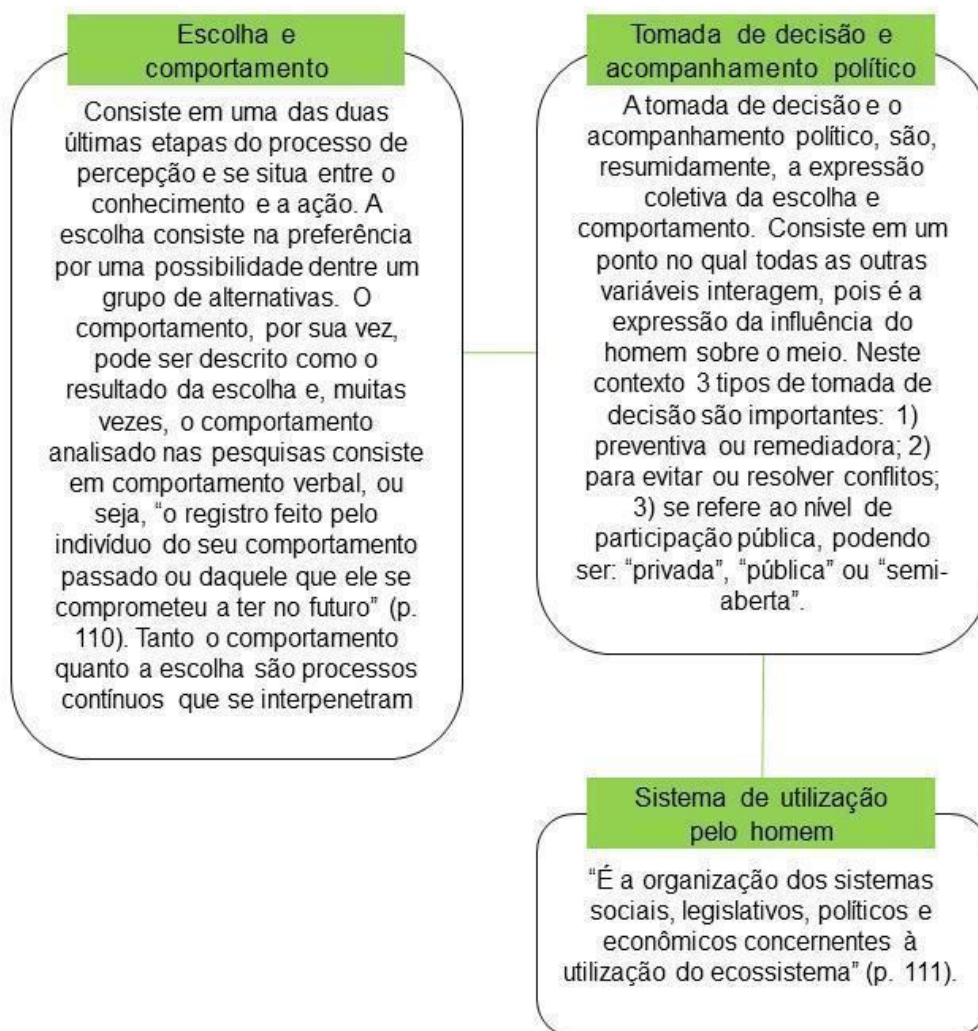 Escolha e
comportamento
Consiste em uma das duas
últimas etapas do processo de
percepção e se situa entre o
conhecimento e a ação. A
escolha consiste na preferência
por uma possibilidade dentre um
grupo de alternativas. O
comportamento, por sua vez,
pode ser descrito como o
resultado da escolha e, muitas
vezes, o comportamento
analisado nas pesquisas consiste
em comportamento verbal, ou
seja, “o registro feito pelo
indivíduo do seu comportamento
passado ou daquele que ele se
comprometeu a ter no futuro” (p.
110). Tanto o comportamento
quanto a escolha são processos
contínuos que se interpenetram
Tomada de decisão e
acompanhamento político
A tomada de decisão e o
acompanhamento político, são,
resumidamente, a expressão
coletiva da escolha e
comportamento. Consiste em um
ponto no qual todas as outras
variáveis interagem, pois é a
expressão da influência do
homem sobre o meio. Neste
contexto 3 tipos de tomada de
decisão são importantes: 1)
preventiva ou remediadora; 2)
para evitar ou resolver conflitos;
3) se refere ao nível de
participação pública, podendo
ser: “privada”, “pública” ou “semi-
aberta”.
Sistema de utilização
pelo homem
“É a organização dos sistemas
sociais, legislativos, políticos e
econômicos concernentes à
utilização do ecossistema” (p. 111).